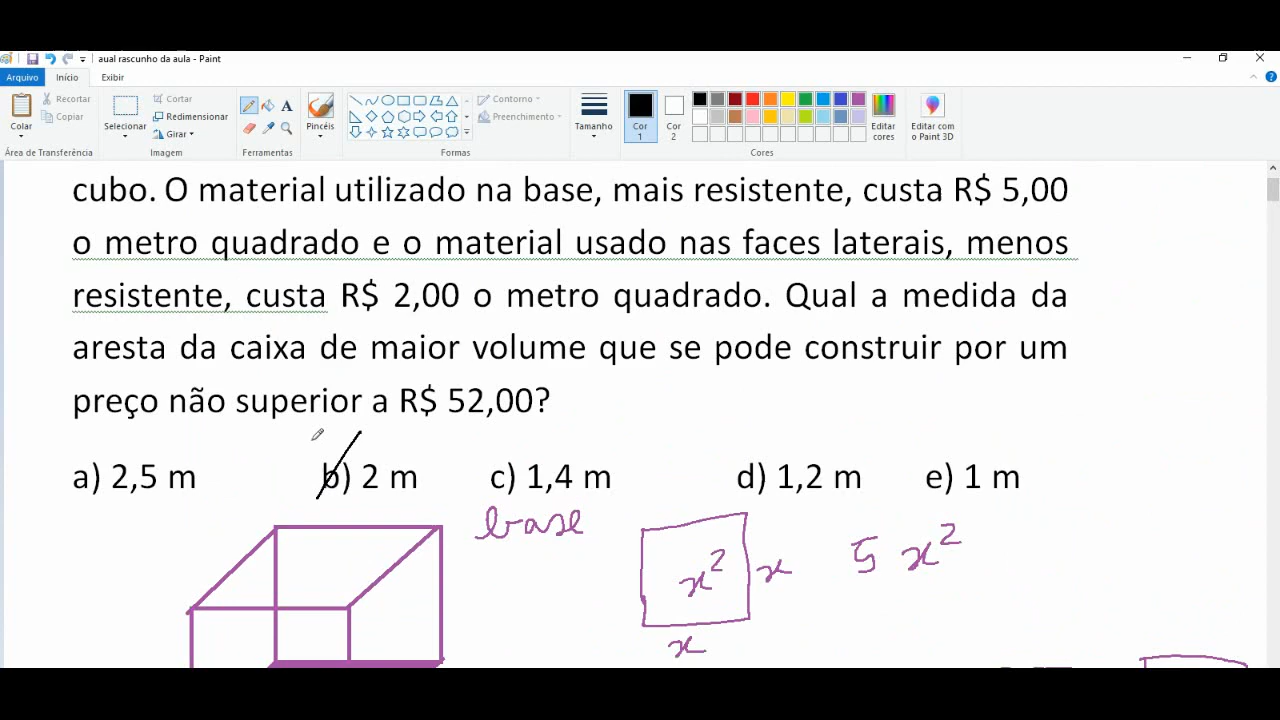 aual rascunho da aula - Paint
Arquivo Início Exibir
Colar
Recortar
Copiar
Área de Transferência
Selecionar
Cortar
Redimensionar
Girar
Imagem
A
Ferramentas
Pincéis
Contorno
Preenchimento
Formas
Tamanho
Cor
1
Cor
2
Editar
cores
Cores
Editar com
o Paint 3D
cubo. O material utilizado na base, mais resistente, custa R$ 5,00
o metro quadrado e o material usado nas faces laterais, menos
resistente, custa R$ 2,00 o metro quadrado. Qual a medida da
aresta da caixa de maior volume que se pode construir por um
preço não superior a R$ 52,00?
a) 2,5 m b) 2 m c) 1,4 m d) 1,2 m e) 1 m
base
x² x 5 x²
x